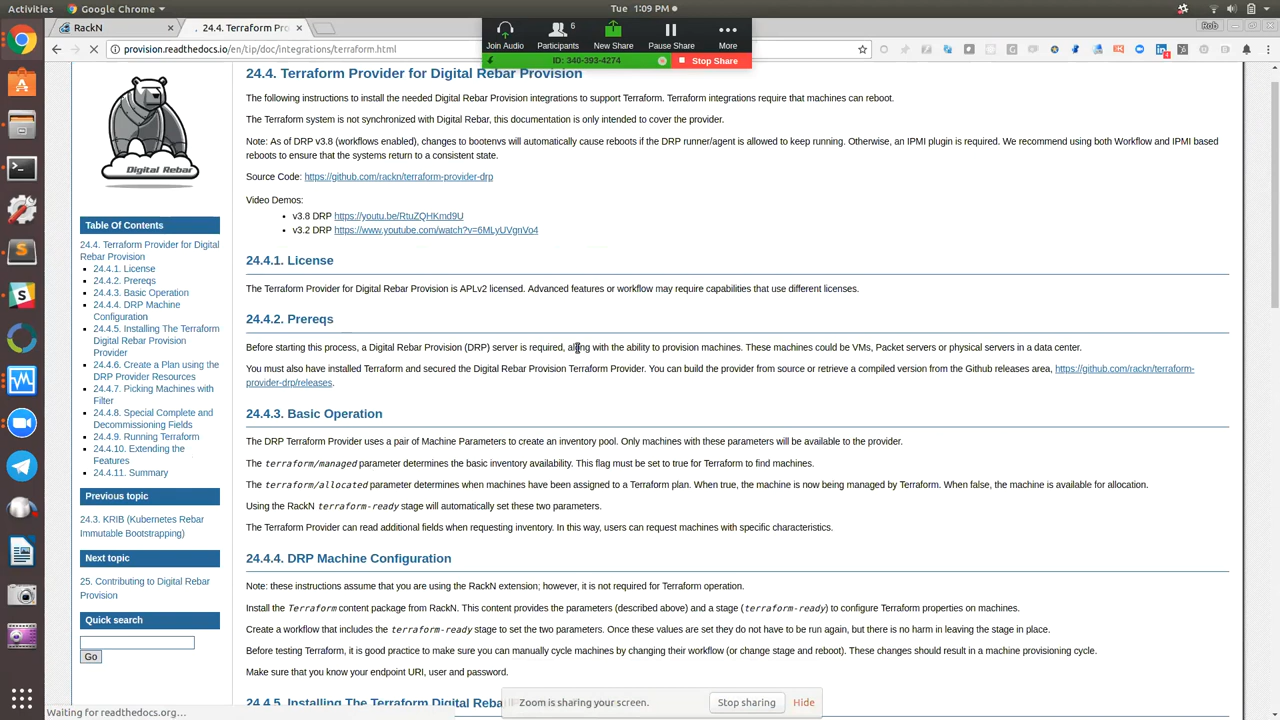 Activities
Google Chrome
Tue 1:09 PM
RackN
24.4. Terraform Pro
Rob
provision.readthedocs.io/en/tip/doc/integrations/terraform.html
Join Audio
6
Participants
New Share
Pause Share
More
ID: 340-393-4274
Stop Share
Digital Rebar
Table Of Contents
24.4. Terraform Provider for Digital
Rebar Provision
24.4.1. License
24.4.2. Prereqs
24.4.3. Basic Operation
24.4.4. DRP Machine
Configuration
24.4.5. Installing The Terraform
Digital Rebar Provision
Provider
24.4.6. Create a Plan using the
DRP Provider Resources
24.4.7. Picking Machines with
Filter
24.4.8. Special Complete and
Decommissioning Fields
24.4.9. Running Terraform
24.4.10. Extending the
Features
24.4.11. Summary
Previous topic
24.3. KRIB (Kubernetes Rebar
Immutable Bootstrapping)
Next topic
25. Contributing to Digital Rebar
Provision
Quick search
Go
24.4. Terraform Provider for Digital Rebar Provision
The following instructions to install the needed Digital Rebar Provision integrations to support Terraform. Terraform integrations require that machines can reboot.
The Terraform system is not synchronized with Digital Rebar, this documentation is only intended to cover the provider.
Note: As of DRP v3.8 (workflows enabled), changes to bootenvs will automatically cause reboots if the DRP runner/agent is allowed to keep running. Otherwise, an IPMI plugin is required. We recommend using both Workflow and IPMI based
reboots to ensure that the systems return to a consistent state.
Source Code: https://github.com/rackn/terraform-provider-drp
Video Demos:
v3.8 DRP https://youtu.be/RtuZQHKmd9U
v3.2 DRP https://www.youtube.com/watch?v=6MLyUVgnVo4
24.4.1. License
The Terraform Provider for Digital Rebar Provision is APLv2 licensed. Advanced features or workflow may require capabilities that use different licenses.
24.4.2. Prereqs
Before starting this process, a Digital Rebar Provision (DRP) server is required, along with the ability to provision machines. These machines could be VMs, Packet servers or physical servers in a data center.
You must also have installed Terraform and secured the Digital Rebar Provision Terraform Provider. You can build the provider from source or retrieve a compiled version from the Github releases area, https://github.com/rackn/terraform-
provider-drp/releases.
24.4.3. Basic Operation
The DRP Terraform Provider uses a pair of Machine Parameters to create an inventory pool. Only machines with these parameters will be available to the provider.
The terraform/managed parameter determines the basic inventory availability. This flag must be set to true for Terraform to find machines.
The terraform/allocated parameter determines when machines have been assigned to a Terraform plan. When true, the machine is now being managed by Terraform. When false, the machine is available for allocation.
Using the RackN terraform-ready stage will automatically set these two parameters.
The Terraform Provider can read additional fields when requesting inventory. In this way, users can request machines with specific characteristics.
24.4.4. DRP Machine Configuration
Note: these instructions assume that you are using the RackN extension; however, it is not required for Terraform operation.
Install the Terraform content package from RackN. This content provides the parameters (described above) and a stage (terraform-ready) to configure Terraform properties on machines.
Create a workflow that includes the terraform-ready stage to set the two parameters. Once these values are set they do not have to be run again, but there is no harm in leaving the stage in place.
Before testing Terraform, it is good practice to make sure you can manually cycle machines by changing their workflow (or change stage and reboot). These changes should result in a machine provisioning cycle.
Make sure that you know your endpoint URI, user and password.
24.4.5. Installing The Terraform Digital Reba
Zoom is sharing your screen.
Stop sharing
Hide
Waiting for readthedocs.org...